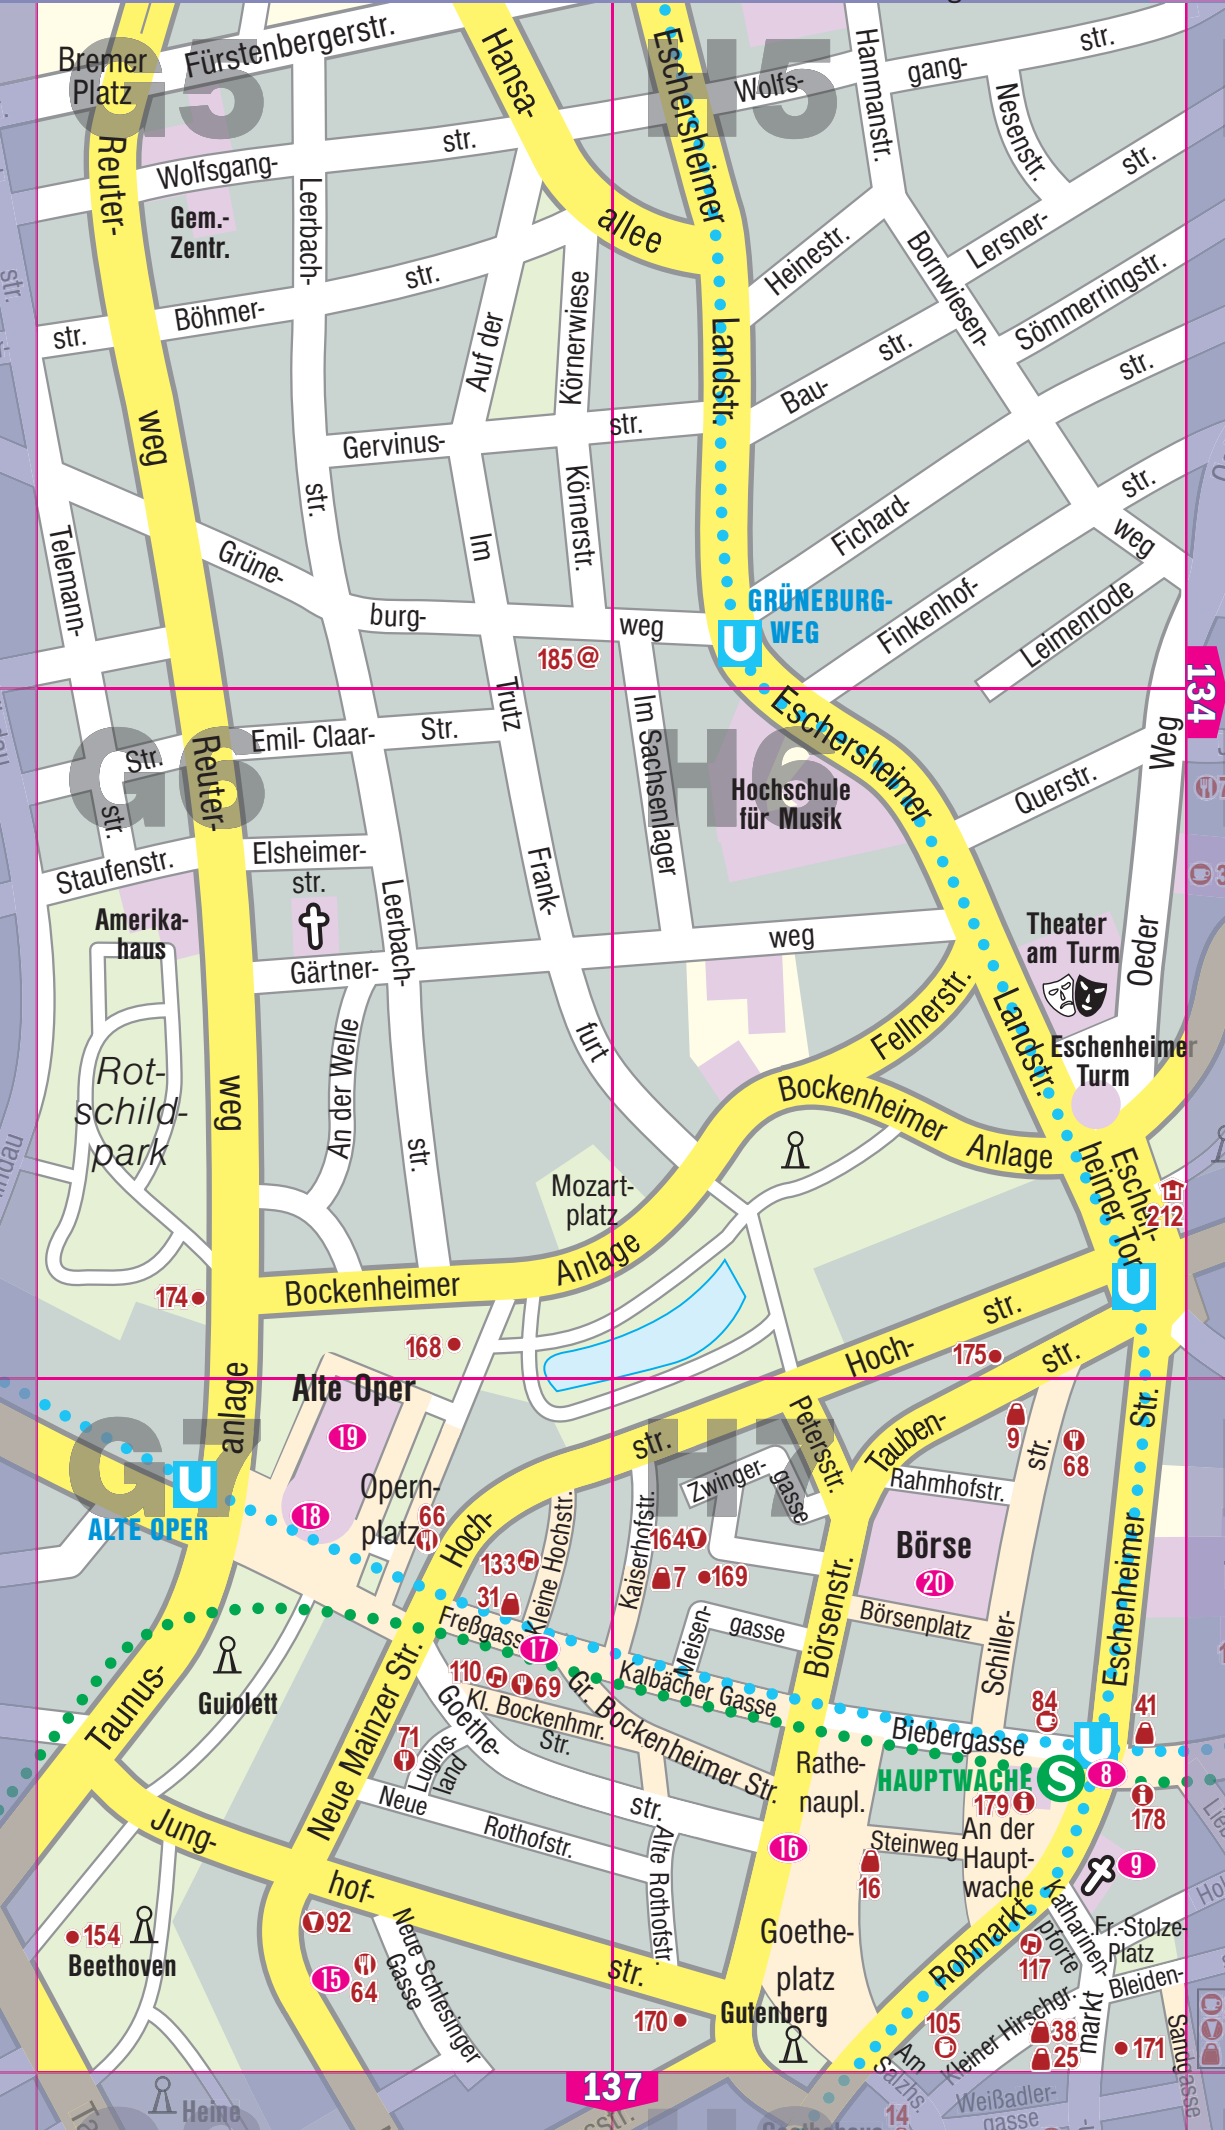 G5
H5
Bremer
Platz
Fürstenbergerstr.
Hansa-
allee
Eschersheimer
Landstr.
Wolfs-
gang-
str.
Hammanstr.
Nesenstr.
str.
Reuter-
weg
Wolfsgang-
str.
Gem.-
Zentr.
Leerbach-
str.
str.
Böhmer-
str.
Auf der
Körnerwiese
Heinestr.
Bornwiesen-
weg
Lersner-
Sömmerringstr.
str.
Bau-
str.
Gervinus-
str.
Körnerstr.
Im
Trutz
Frank-
furt
Fichard-
str.
Finkenhof-
Leimenrode
Telemann-
str.
Grüne-
burg-
weg
GRÜNEBURG-
WEG
U
185@
134
G6
H6
Str.
Emil- Claar-
Str.
Reuter-
weg
Im Sachsenlager
Hochschule
für Musik
Eschersheimer
Landstr.
Querstr.
Oeder
Weg
Staufenstr.
Elsheimer-
str.
Amerika-
haus
Gärtner-
weg
Leerbach-
str.
An der Welle
Theater
am Turm
Eschenheimer
Turm
Fellnerstr.
Rot-
schild-
park
Bockenheimer
Anlage
Mozart-
platz
Bockenheimer
Anlage
Eschen-
heimer Tor
212
U
174
168
175
Hoch-
str.
G7
H7
anlage
Alte Oper
19
18
U
ALTE OPER
Opern-
platz
66
Hoch-
str.
Petersstr.
Tauben-
str.
9
str.
68
Str.
Zwinger-
gasse
Rahmhofstr.
Börse
20
133
31
Kleine Hochstr.
Kaiserhofstr.
164
7
169
Börsenstr.
Börsenplatz
Schiller-
Eschenheimer
Meisen-
gasse
Freßgass
17
Kalbächer Gasse
110
69
Kl. Bockenhmr.
Str.
Gr. Bockenheimer Str.
Guiolett
Taunus-
Neue Mainzer Str.
71
Goethe-
str.
Lugins-
land
Neue
Rothofstr.
Alte Rothofstr.
Biebergasse
84
41
Rathe-
naupl.
HAUPTWACHE
S
U
8
179
178
An der
Haupt-
wache
16
Steinweg
16
9
Jung-
hof-
str.
92
15
64
Neue Schlesinger
Gasse
154
Beethoven
Goethe-
platz
170
Gutenberg
Roßmarkt
Katharinen-
pforte
117
Fr.-Stolze-
Platz
Bleiden-
105
Am
Salzhs.
Kleiner Hirschgr.
38
25
markt
171
Sandgasse
137
Heine
14
Weißadler-
gasse